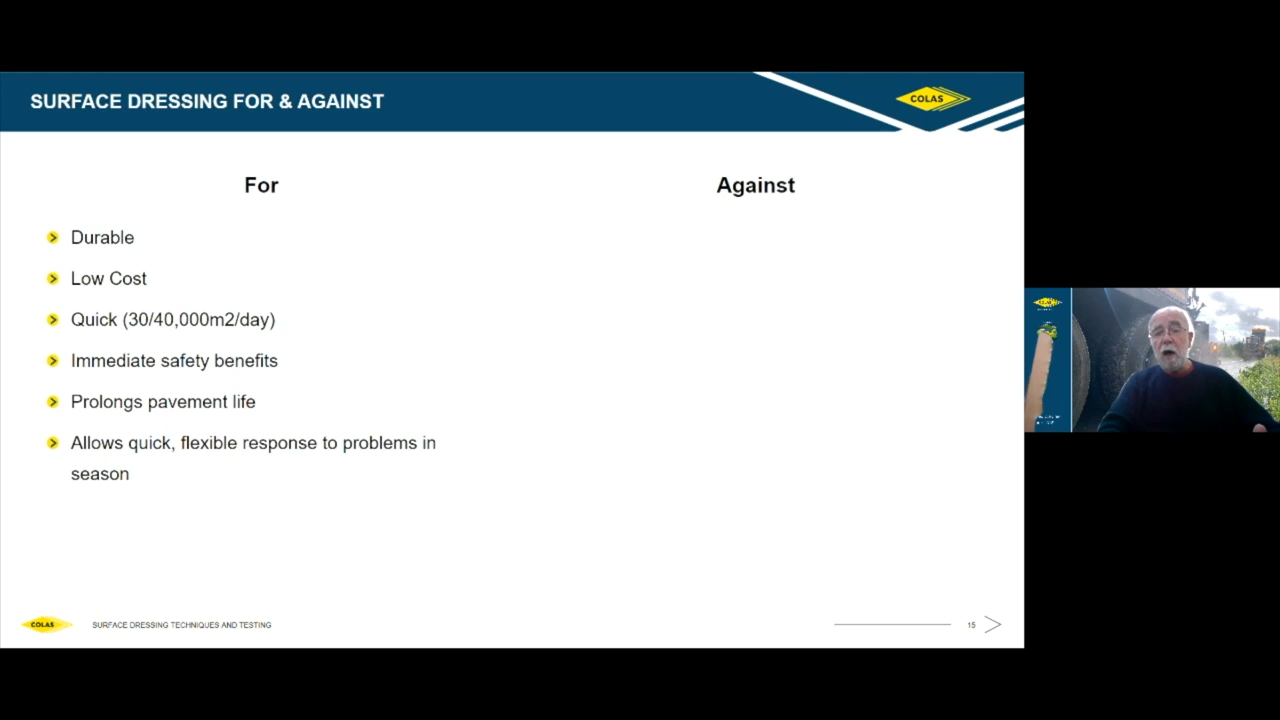 SURFACE DRESSING FOR & AGAINST
COLAS
For
Against
Durable
Low Cost
Quick (30/40,000m2/day)
Immediate safety benefits
Prolongs pavement life
Allows quick, flexible response to problems in
season
COLAS
SURFACE DRESSING TECHNIQUES AND TESTING
15